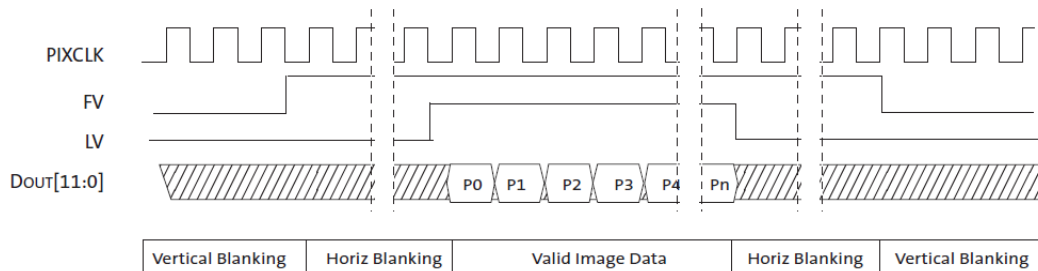 PIXCLK
FV
LV
DOUT[11:0]
P0 P1 P2 P3 P4 Pn
Vertical Blanking Horiz Blanking Valid Image Data Horiz Blanking Vertical Blanking